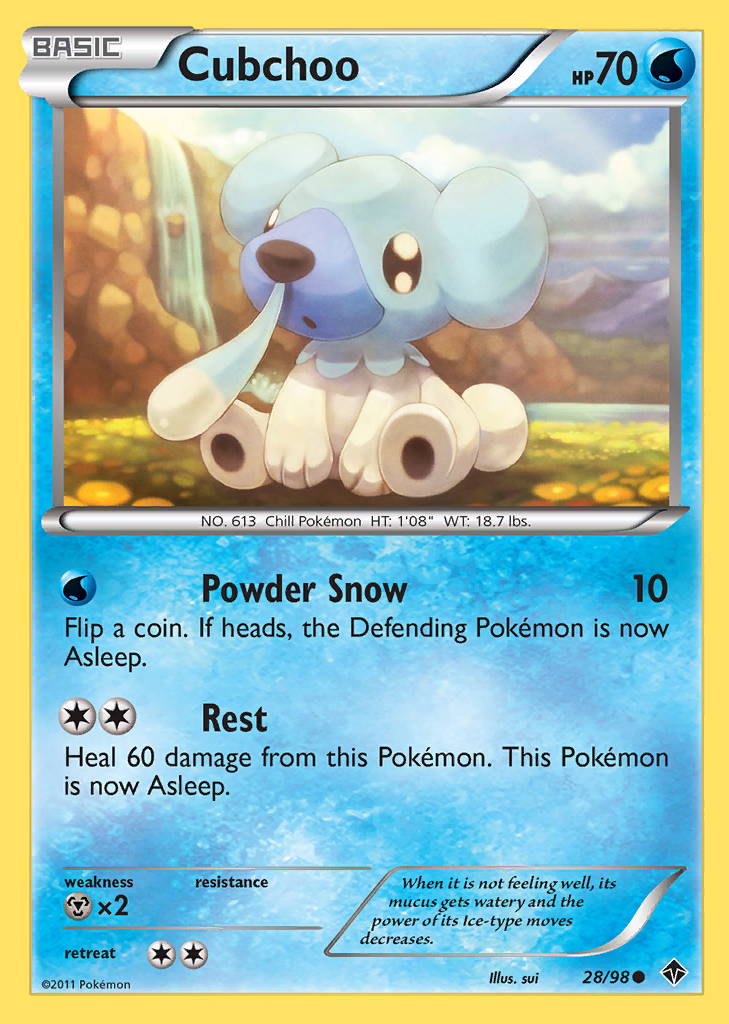 BASIC
Cubchoo
HP70
NO. 613 Chill Pokémon HT: 1'08" WT: 18.7 lbs.
Powder Snow 10
Flip a coin. If heads, the Defending Pokémon is now
Asleep.
Rest
Heal 60 damage from this Pokémon. This Pokémon
is now Asleep.
weakness resistance
×2
retreat
When it is not feeling well, its
mucus gets watery and the
power of its Ice-type moves
decreases.
©2011 Pokémon
Illus. sui
28/98